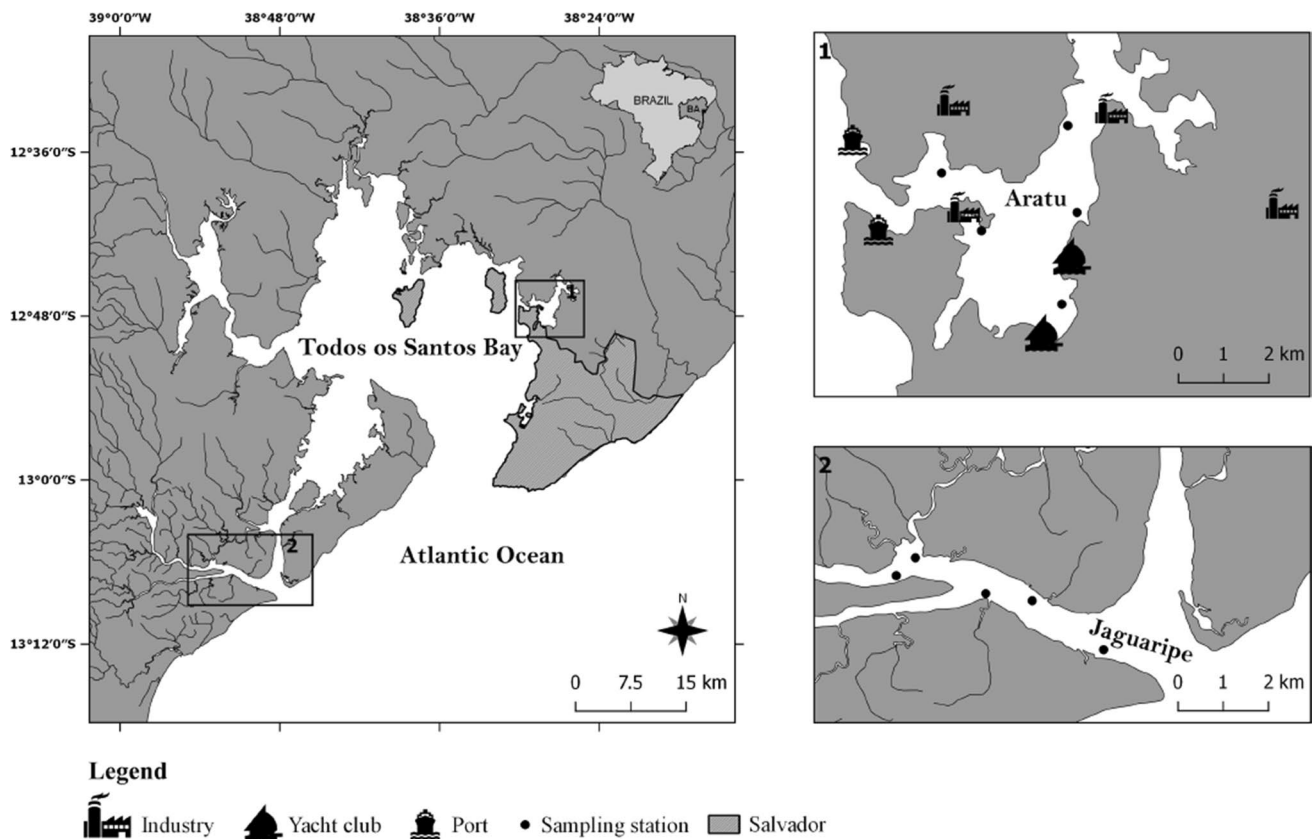 39°0′0″W 38°48′0″W 38°36′0″W 38°24′0″W
12°36′0″S
12°48′0″S
13°0′0″S
13°12′0″S
BRAZIL
BA
1
Todos os Santos Bay
2
Atlantic Ocean
N
0 7.5 15 km
1
Aratu
0 1 2 km
2
Jaguaripe
0 1 2 km
Legend
Industry Yacht club Port Sampling station Salvador